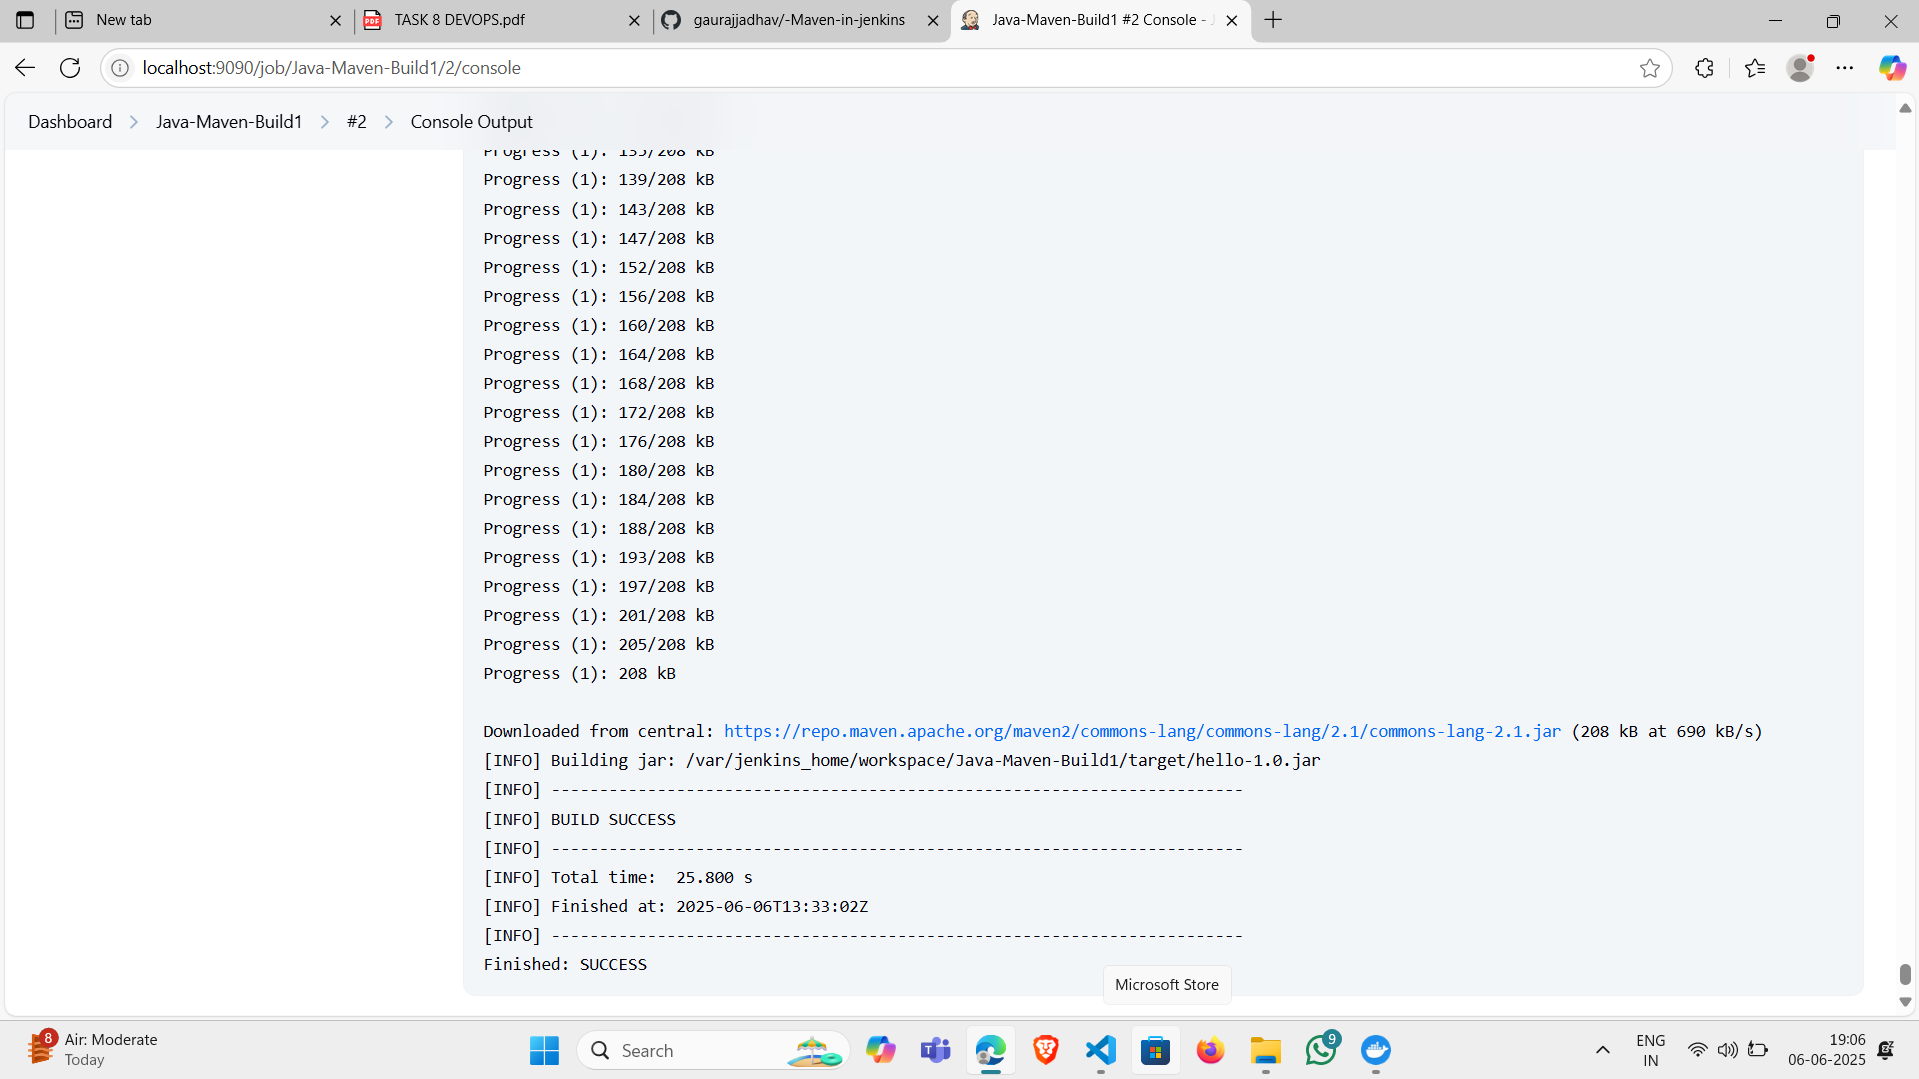 New tab
TASK 8 DEVOPS.pdf
gaurajjadhav/-Maven-in-jenkins
Java-Maven-Build1 #2 Console - J
localhost:9090/job/Java-Maven-Build1/2/console
Dashboard
Java-Maven-Build1
#2
Console Output
Progress (1): 135/208 kB
Progress (1): 139/208 kB
Progress (1): 143/208 kB
Progress (1): 147/208 kB
Progress (1): 152/208 kB
Progress (1): 156/208 kB
Progress (1): 160/208 kB
Progress (1): 164/208 kB
Progress (1): 168/208 kB
Progress (1): 172/208 kB
Progress (1): 176/208 kB
Progress (1): 180/208 kB
Progress (1): 184/208 kB
Progress (1): 188/208 kB
Progress (1): 193/208 kB
Progress (1): 197/208 kB
Progress (1): 201/208 kB
Progress (1): 205/208 kB
Progress (1): 208 kB
Downloaded from central: https://repo.maven.apache.org/maven2/commons-lang/commons-lang/2.1/commons-lang-2.1.jar (208 kB at 690 kB/s)
[INFO] Building jar: /var/jenkins_home/workspace/Java-Maven-Build1/target/hello-1.0.jar
[INFO] ------------------------------------------------------------------------
[INFO] BUILD SUCCESS
[INFO] ------------------------------------------------------------------------
[INFO] Total time:  25.800 s
[INFO] Finished at: 2025-06-06T13:33:02Z
[INFO] ------------------------------------------------------------------------
Finished: SUCCESS
Microsoft Store
8
Air: Moderate
Today
Search
9
ENG
IN
19:06
06-06-2025